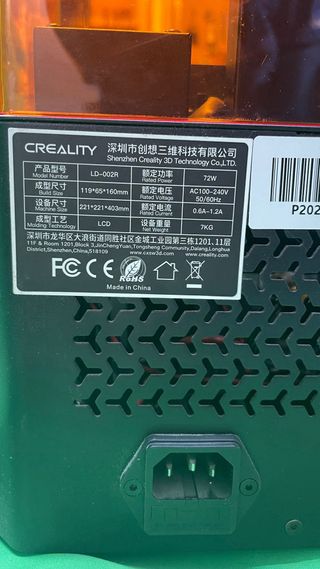 CREALITY 深圳市创想三维科技有限公司
Shenzhen Creality 3D Technology Co.,LTD.
产品型号 LD-002R 额定功率 72W
Model Number Rated Power
成型尺寸 119*65*160mm 额定电压 AC100-240V
Build Size Rated Voltage 50/60Hz
设备尺寸 221*221*403mm 额定电流 0.6A-1.2A
Machine Size Rated Current
成型工艺 LCD 设备重量 7KG
Molding Technology Net Weight
深圳市龙华区大浪街道同胜社区金城工业园第三栋1201、11层
11F & Room 1201,Block 3,JinChengYuan,Tongsheng Community,Dalang,Longhua
District,Shenzhen,China,518109
www.cxsw3d.com
FC CE RoHS
Made in China
P202